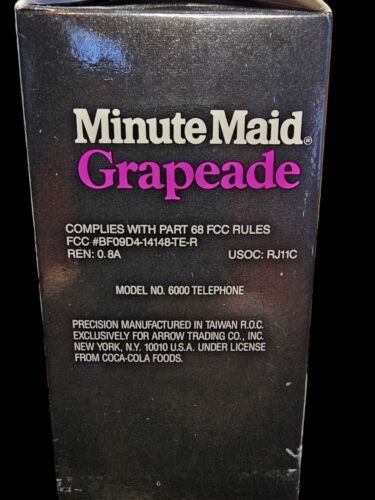 Minute Maid®
Grapeade
COMPLIES WITH PART 68 FCC RULES
FCC #BF09D4-14148-TE-R
REN: 0.8A USOC: RJ11C
MODEL NO. 6000 TELEPHONE
PRECISION MANUFACTURED IN TAIWAN R.O.C.
EXCLUSIVELY FOR ARROW TRADING CO., INC.
NEW YORK, N.Y. 10010 U.S.A. UNDER LICENSE
FROM COCA-COLA FOODS.